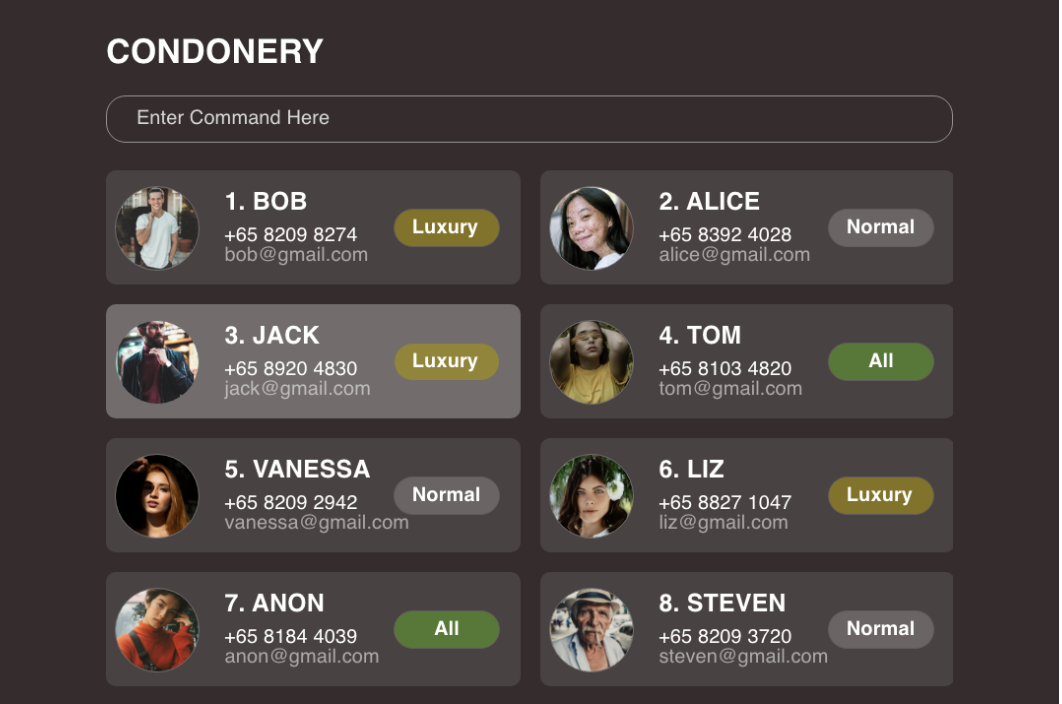 CONDONERY
Enter Command Here
1. BOB
+65 8209 8274
bob@gmail.com
Luxury
2. ALICE
+65 8392 4028
alice@gmail.com
Normal
3. JACK
+65 8920 4830
jack@gmail.com
Luxury
4. TOM
+65 8103 4820
tom@gmail.com
All
5. VANESSA
+65 8209 2942
vanessa@gmail.com
Normal
6. LIZ
+65 8827 1047
liz@gmail.com
Luxury
7. ANON
+65 8184 4039
anon@gmail.com
All
8. STEVEN
+65 8209 3720
steven@gmail.com
Normal